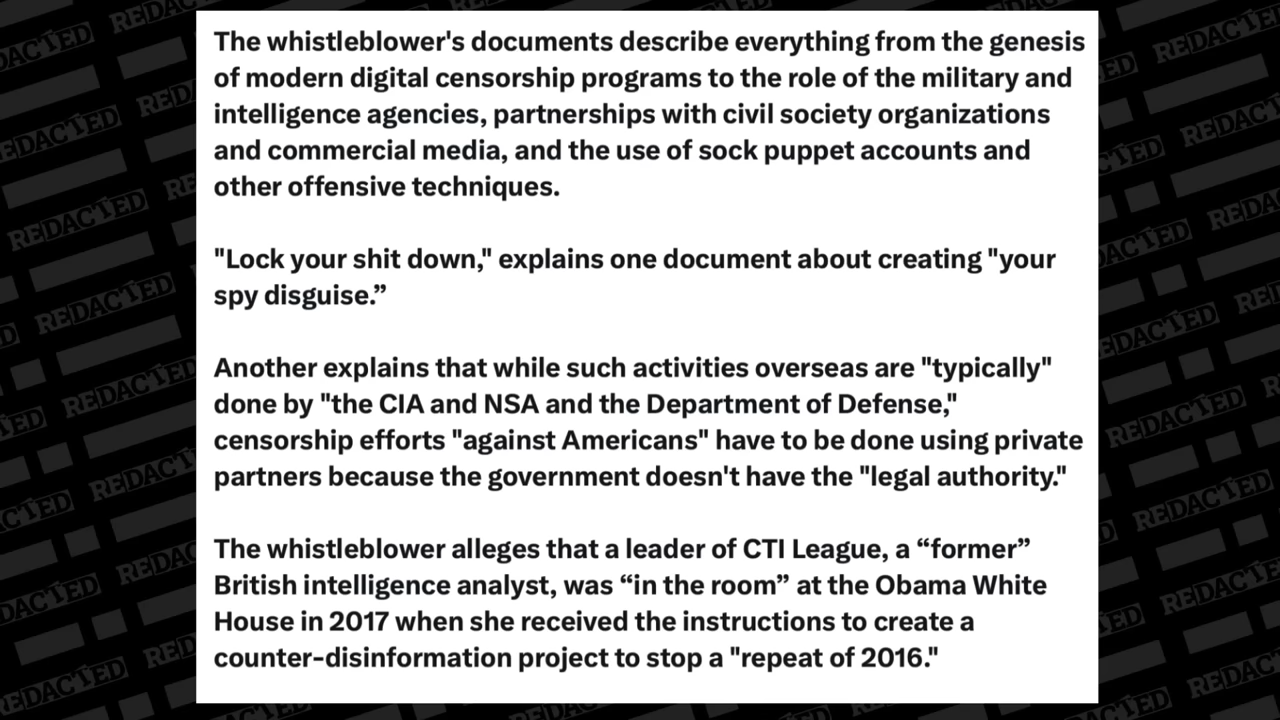 The whistleblower's documents describe everything from the genesis
of modern digital censorship programs to the role of the military and
intelligence agencies, partnerships with civil society organizations
and commercial media, and the use of sock puppet accounts and
other offensive techniques.
"Lock your shit down," explains one document about creating "your
spy disguise.”
Another explains that while such activities overseas are "typically"
done by "the CIA and NSA and the Department of Defense,"
censorship efforts "against Americans" have to be done using private
partners because the government doesn't have the "legal authority."
The whistleblower alleges that a leader of CTI League, a “former”
British intelligence analyst, was “in the room” at the Obama White
House in 2017 when she received the instructions to create a
counter-disinformation project to stop a "repeat of 2016."
REDACTED